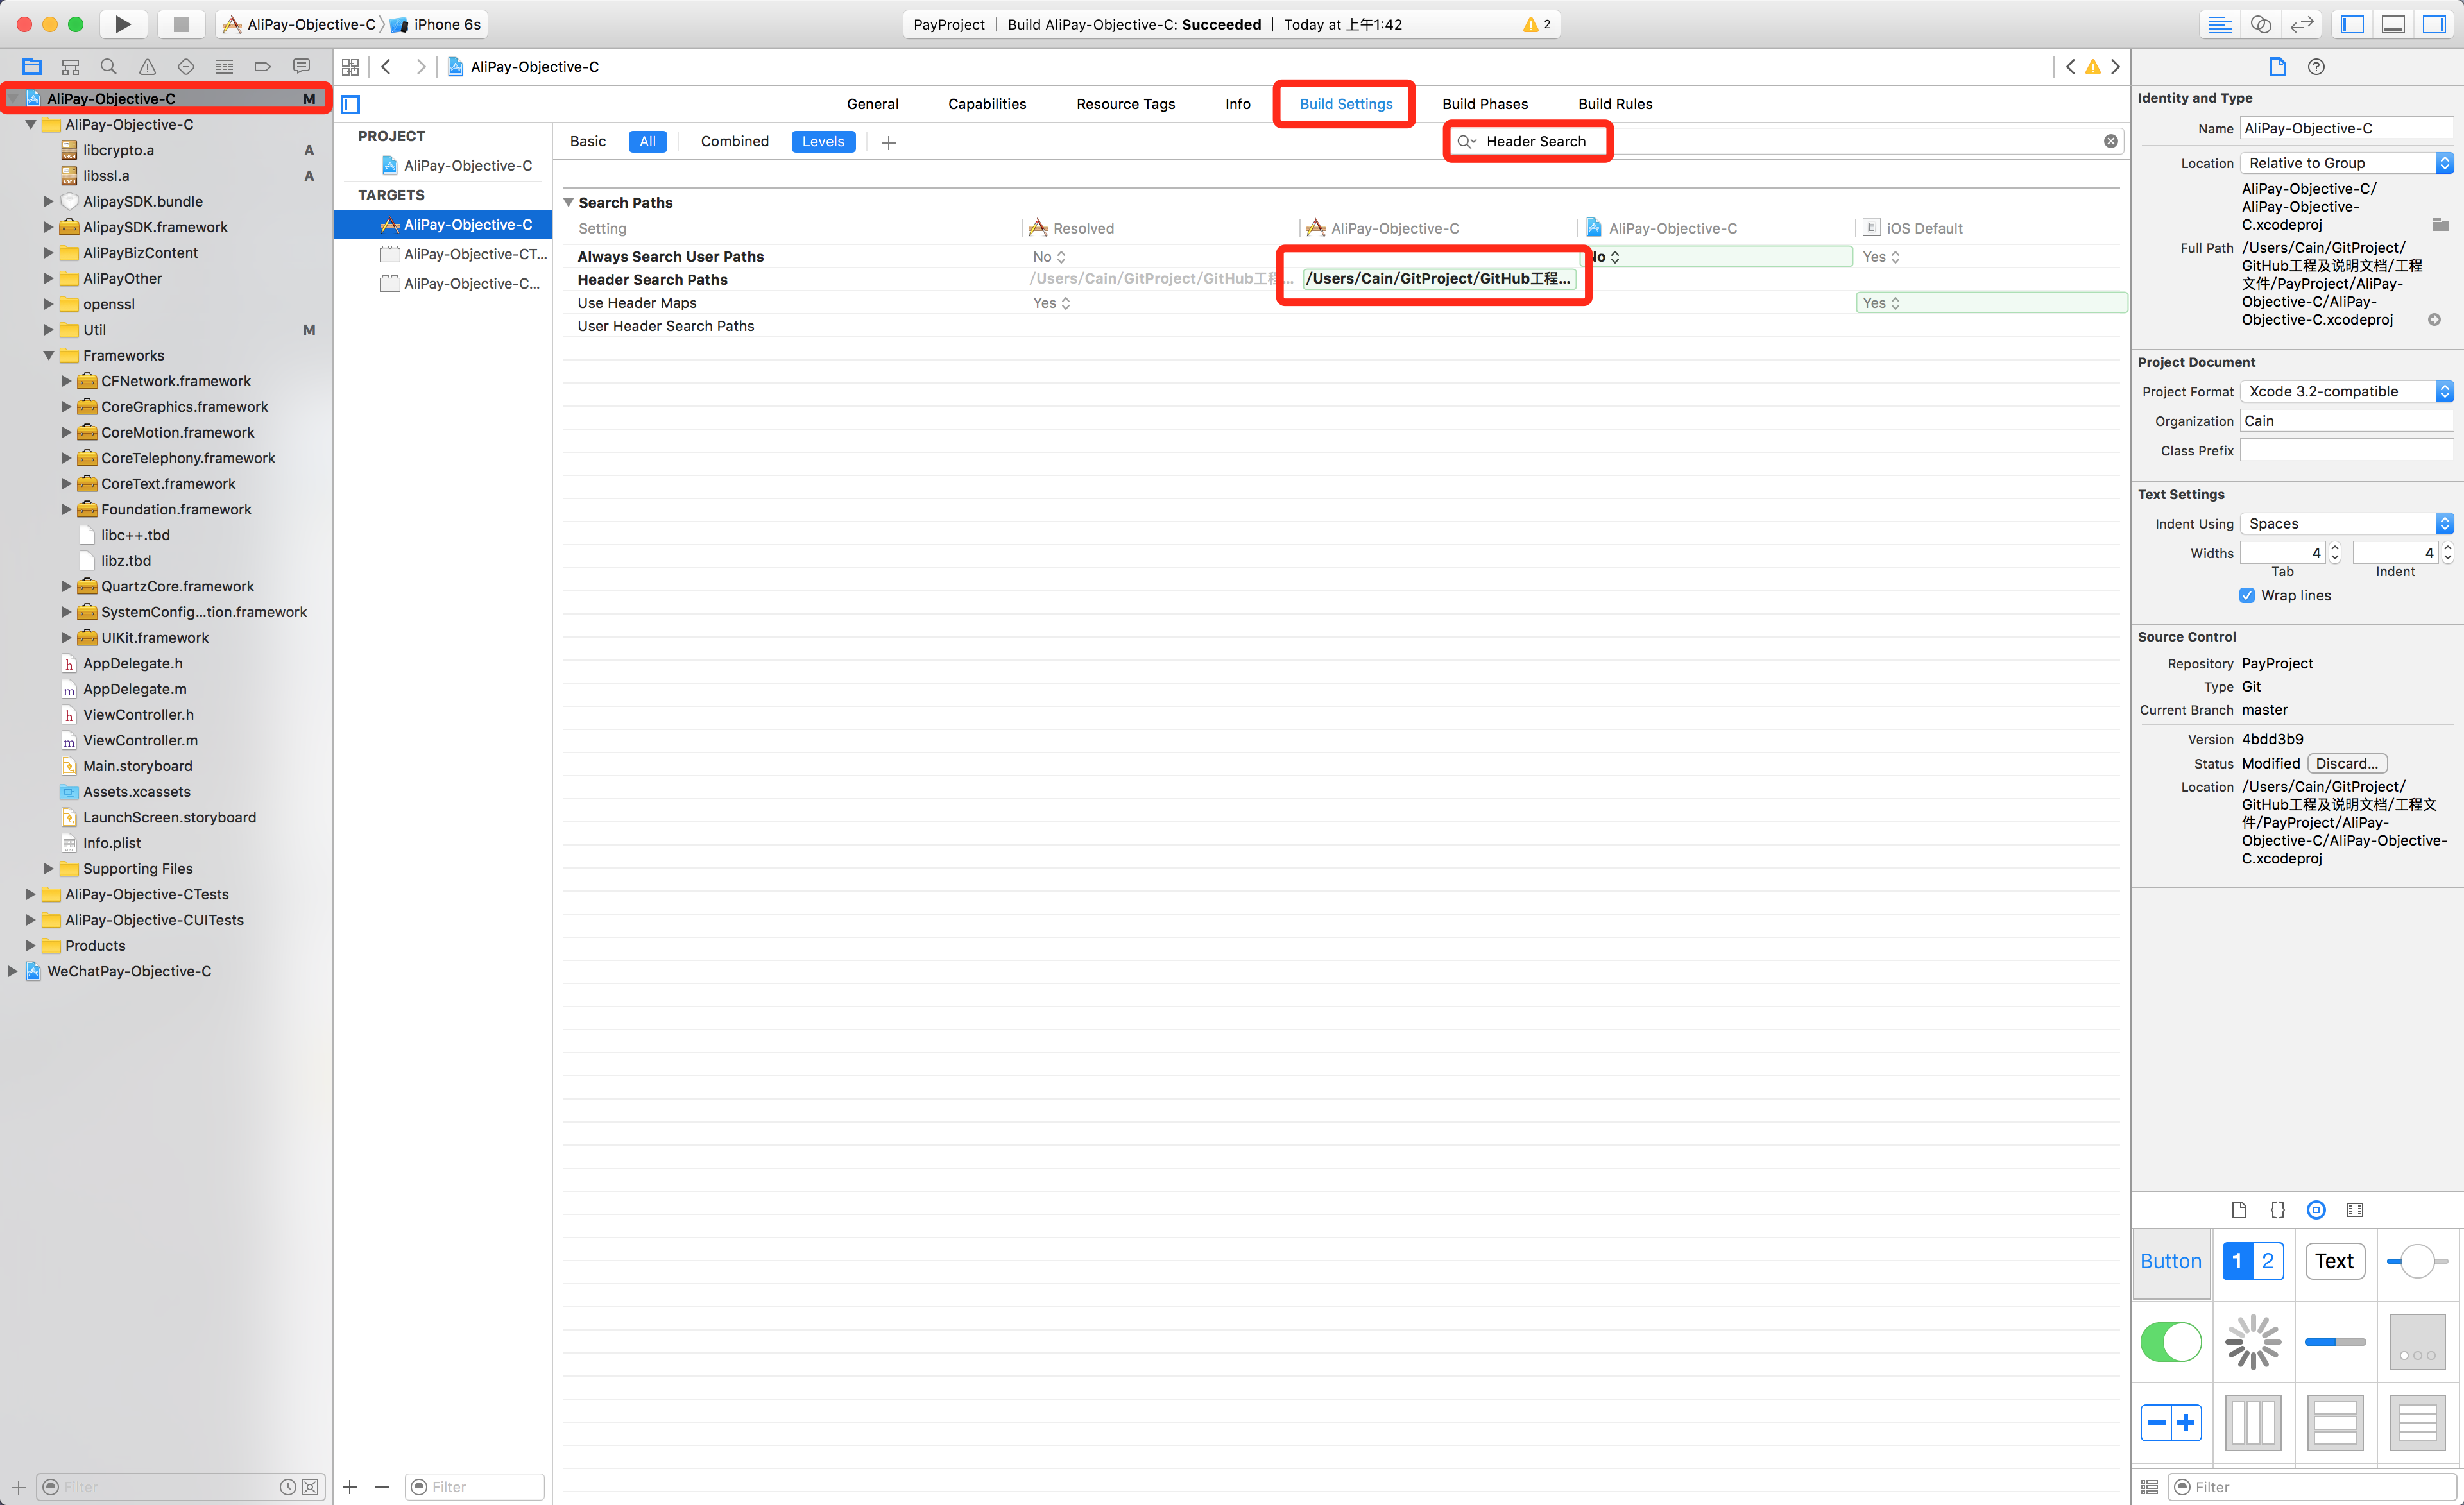 AliPay-Objective-C
iPhone 6s
PayProject
Build AliPay-Objective-C: Succeeded
Today at 上午1:42
2
AliPay-Objective-C
AliPay-Objective-C M
AliPay-Objective-C
libcrypto.a A
libssl.a A
AlipaySDK.bundle
AlipaySDK.framework
AliPayBizContent
AliPayOther
openssl
Util M
Frameworks
CFNetwork.framework
CoreGraphics.framework
CoreMotion.framework
CoreTelephony.framework
CoreText.framework
Foundation.framework
libc++.tbd
libz.tbd
QuartzCore.framework
SystemConfig...tion.framework
UIKit.framework
h AppDelegate.h
m AppDelegate.m
h ViewController.h
m ViewController.m
Main.storyboard
Assets.xcassets
LaunchScreen.storyboard
Info.plist
Supporting Files
AliPay-Objective-CTests
AliPay-Objective-CUITests
Products
WeChatPay-Objective-C
Filter
General Capabilities Resource Tags Info Build Settings Build Phases Build Rules
PROJECT
AliPay-Objective-C
TARGETS
AliPay-Objective-C
AliPay-Objective-CT...
AliPay-Objective-C...
Filter
Basic All Combined Levels
Header Search
Search Paths
Setting Resolved AliPay-Objective-C AliPay-Objective-C iOS Default
Always Search User Paths No No Yes
Header Search Paths /Users/Cain/GitProject/GitHub工程... /Users/Cain/GitProject/GitHub工程...
Use Header Maps Yes Yes
User Header Search Paths
Identity and Type
Name AliPay-Objective-C
Location Relative to Group
AliPay-Objective-C/
AliPay-Objective-
C.xcodeproj
Full Path /Users/Cain/GitProject/
GitHub工程及说明文档/工程
文件/PayProject/AliPay-
Objective-C/AliPay-
Objective-C.xcodeproj
Project Document
Project Format Xcode 3.2-compatible
Organization Cain
Class Prefix
Text Settings
Indent Using Spaces
Widths 4 4
Tab Indent
Wrap lines
Source Control
Repository PayProject
Type Git
Current Branch master
Version 4bdd3b9
Status Modified Discard...
Location /Users/Cain/GitProject/
GitHub工程及说明文档/工程文
件/PayProject/AliPay-
Objective-C/AliPay-Objective-
C.xcodeproj
Button 1 2 Text
Filter